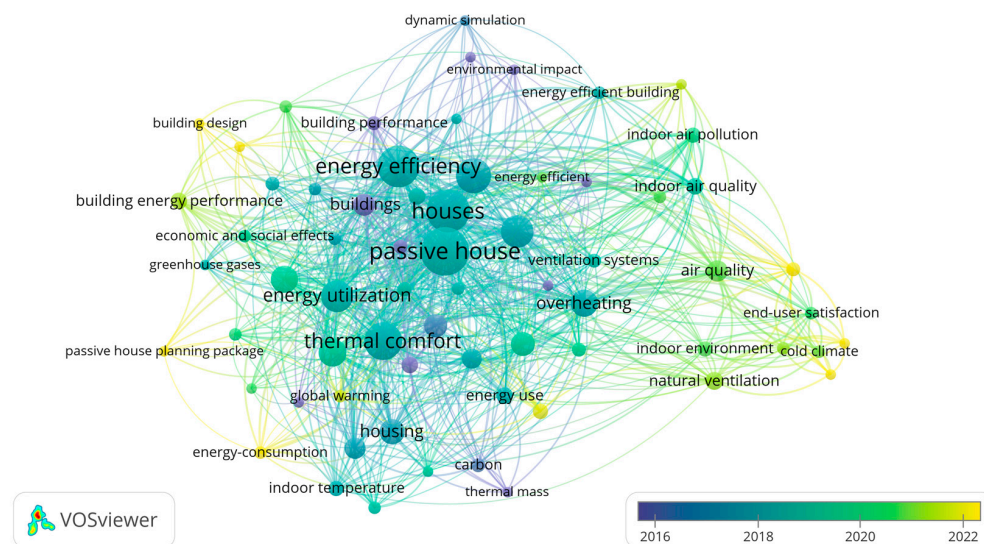 dynamic simulation
environmental impact
energy efficient building
building design
building performance
indoor air pollution
energy efficiency
energy efficient
indoor air quality
building energy performance
buildings
houses
economic and social effects
passive house
greenhouse gases
ventilation systems
air quality
energy utilization
overheating
end-user satisfaction
thermal comfort
passive house planning package
indoor environment
cold climate
natural ventilation
global warming
energy use
housing
energy-consumption
carbon
indoor temperature
thermal mass
VOSviewer
2016 2018 2020 2022